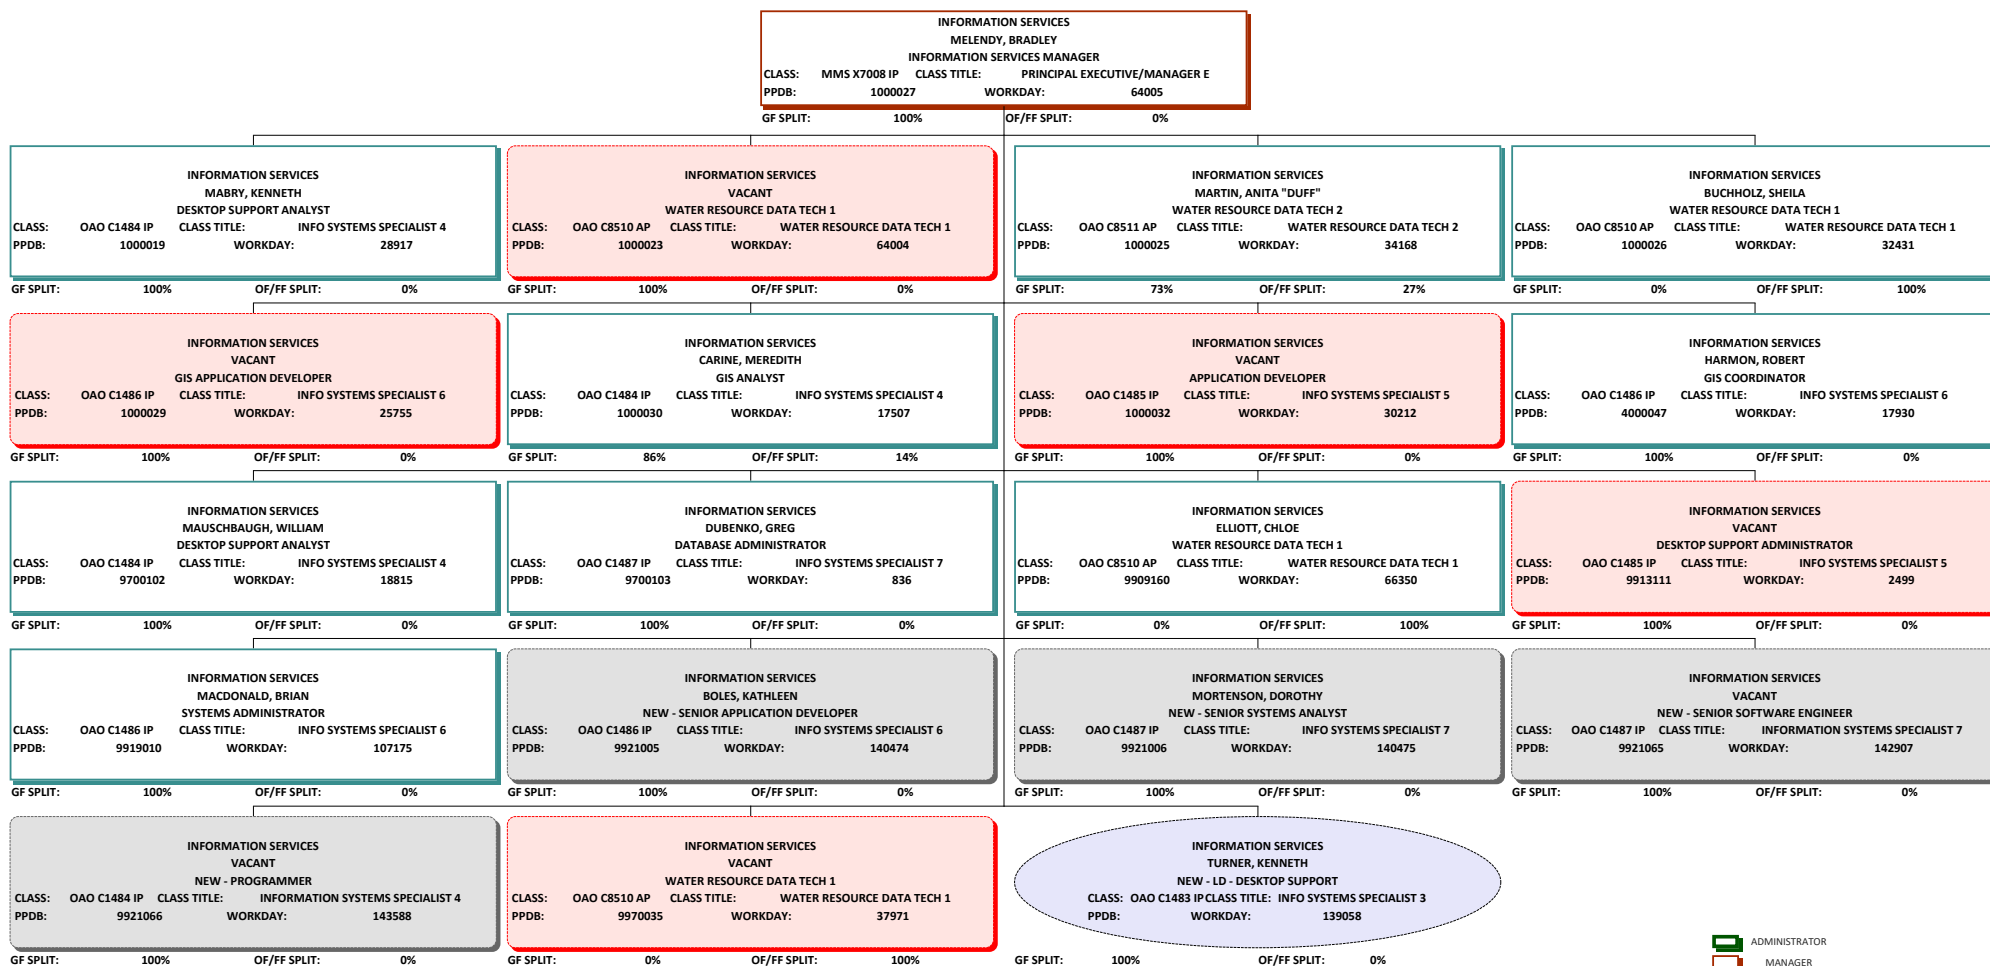 INFORMATION SERVICES
MELENDY, BRADLEY
INFORMATION SERVICES MANAGER
CLASS: MMS X7008 IP CLASS TITLE: PRINCIPAL EXECUTIVE/MANAGER E
PPDB: 1000027 WORKDAY: 64005
GF SPLIT: 100% OF/FF SPLIT: 0%
INFORMATION SERVICES
MABRY, KENNETH
DESKTOP SUPPORT ANALYST
CLASS: OAO C1484 IP CLASS TITLE: INFO SYSTEMS SPECIALIST 4
PPDB: 1000019 WORKDAY: 28917
GF SPLIT: 100% OF/FF SPLIT: 0%
INFORMATION SERVICES
VACANT
WATER RESOURCE DATA TECH 1
CLASS: OAO C8510 AP CLASS TITLE: WATER RESOURCE DATA TECH 1
PPDB: 1000023 WORKDAY: 64004
GF SPLIT: 100% OF/FF SPLIT: 0%
INFORMATION SERVICES
MARTIN, ANITA "DUFF"
WATER RESOURCE DATA TECH 2
CLASS: OAO C8511 AP CLASS TITLE: WATER RESOURCE DATA TECH 2
PPDB: 1000025 WORKDAY: 34168
GF SPLIT: 73% OF/FF SPLIT: 27%
INFORMATION SERVICES
BUCHHOLZ, SHEILA
WATER RESOURCE DATA TECH 1
CLASS: OAO C8510 AP CLASS TITLE: WATER RESOURCE DATA TECH 1
PPDB: 1000026 WORKDAY: 32431
GF SPLIT: 0% OF/FF SPLIT: 100%
INFORMATION SERVICES
VACANT
GIS APPLICATION DEVELOPER
CLASS: OAO C1486 IP CLASS TITLE: INFO SYSTEMS SPECIALIST 6
PPDB: 1000029 WORKDAY: 25755
GF SPLIT: 100% OF/FF SPLIT: 0%
INFORMATION SERVICES
CARINE, MEREDITH
GIS ANALYST
CLASS: OAO C1484 IP CLASS TITLE: INFO SYSTEMS SPECIALIST 4
PPDB: 1000030 WORKDAY: 17507
GF SPLIT: 86% OF/FF SPLIT: 14%
INFORMATION SERVICES
VACANT
APPLICATION DEVELOPER
CLASS: OAO C1485 IP CLASS TITLE: INFO SYSTEMS SPECIALIST 5
PPDB: 1000032 WORKDAY: 30212
GF SPLIT: 100% OF/FF SPLIT: 0%
INFORMATION SERVICES
HARMON, ROBERT
GIS COORDINATOR
CLASS: OAO C1486 IP CLASS TITLE: INFO SYSTEMS SPECIALIST 6
PPDB: 4000047 WORKDAY: 17930
GF SPLIT: 100% OF/FF SPLIT: 0%
INFORMATION SERVICES
MAUSCHBAUGH, WILLIAM
DESKTOP SUPPORT ANALYST
CLASS: OAO C1484 IP CLASS TITLE: INFO SYSTEMS SPECIALIST 4
PPDB: 9700102 WORKDAY: 18815
GF SPLIT: 100% OF/FF SPLIT: 0%
INFORMATION SERVICES
DUBENKO, GREG
DATABASE ADMINISTRATOR
CLASS: OAO C1487 IP CLASS TITLE: INFO SYSTEMS SPECIALIST 7
PPDB: 9700103 WORKDAY: 836
GF SPLIT: 100% OF/FF SPLIT: 0%
INFORMATION SERVICES
ELLIOTT, CHLOE
WATER RESOURCE DATA TECH 1
CLASS: OAO C8510 AP CLASS TITLE: WATER RESOURCE DATA TECH 1
PPDB: 9909160 WORKDAY: 66350
GF SPLIT: 0% OF/FF SPLIT: 100%
INFORMATION SERVICES
VACANT
DESKTOP SUPPORT ADMINISTRATOR
CLASS: OAO C1485 IP CLASS TITLE: INFO SYSTEMS SPECIALIST 5
PPDB: 9913111 WORKDAY: 2499
GF SPLIT: 100% OF/FF SPLIT: 0%
INFORMATION SERVICES
MACDONALD, BRIAN
SYSTEMS ADMINISTRATOR
CLASS: OAO C1486 IP CLASS TITLE: INFO SYSTEMS SPECIALIST 6
PPDB: 9919010 WORKDAY: 107175
GF SPLIT: 100% OF/FF SPLIT: 0%
INFORMATION SERVICES
BOLES, KATHLEEN
NEW - SENIOR APPLICATION DEVELOPER
CLASS: OAO C1486 IP CLASS TITLE: INFO SYSTEMS SPECIALIST 6
PPDB: 9921005 WORKDAY: 140474
GF SPLIT: 100% OF/FF SPLIT: 0%
INFORMATION SERVICES
MORTENSON, DOROTHY
NEW - SENIOR SYSTEMS ANALYST
CLASS: OAO C1487 IP CLASS TITLE: INFO SYSTEMS SPECIALIST 7
PPDB: 9921006 WORKDAY: 140475
GF SPLIT: 100% OF/FF SPLIT: 0%
INFORMATION SERVICES
VACANT
NEW - SENIOR SOFTWARE ENGINEER
CLASS: OAO C1487 IP CLASS TITLE: INFORMATION SYSTEMS SPECIALIST 7
PPDB: 9921065 WORKDAY: 142907
GF SPLIT: 100% OF/FF SPLIT: 0%
INFORMATION SERVICES
VACANT
NEW - PROGRAMMER
CLASS: OAO C1484 IP CLASS TITLE: INFORMATION SYSTEMS SPECIALIST 4
PPDB: 9921066 WORKDAY: 143588
GF SPLIT: 100% OF/FF SPLIT: 0%
INFORMATION SERVICES
VACANT
WATER RESOURCE DATA TECH 1
CLASS: OAO C8510 AP CLASS TITLE: WATER RESOURCE DATA TECH 1
PPDB: 9970035 WORKDAY: 37971
GF SPLIT: 0% OF/FF SPLIT: 100%
INFORMATION SERVICES
TURNER, KENNETH
NEW - LD - DESKTOP SUPPORT
CLASS: OAO C1483 IP CLASS TITLE: INFO SYSTEMS SPECIALIST 3
PPDB: WORKDAY: 139058
GF SPLIT: 100% OF/FF SPLIT: 0%
ADMINISTRATOR
MANAGER